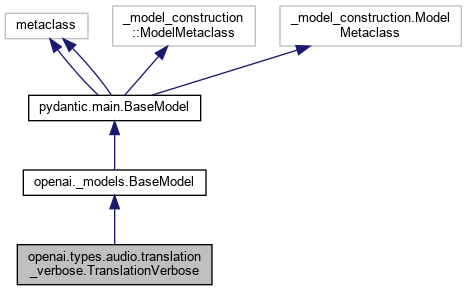 metaclass
_model_construction
::ModelMetaclass
_model_construction.Model
Metaclass
pydantic.main.BaseModel
openai._models.BaseModel
openai.types.audio.translation
_verbose.TranslationVerbose